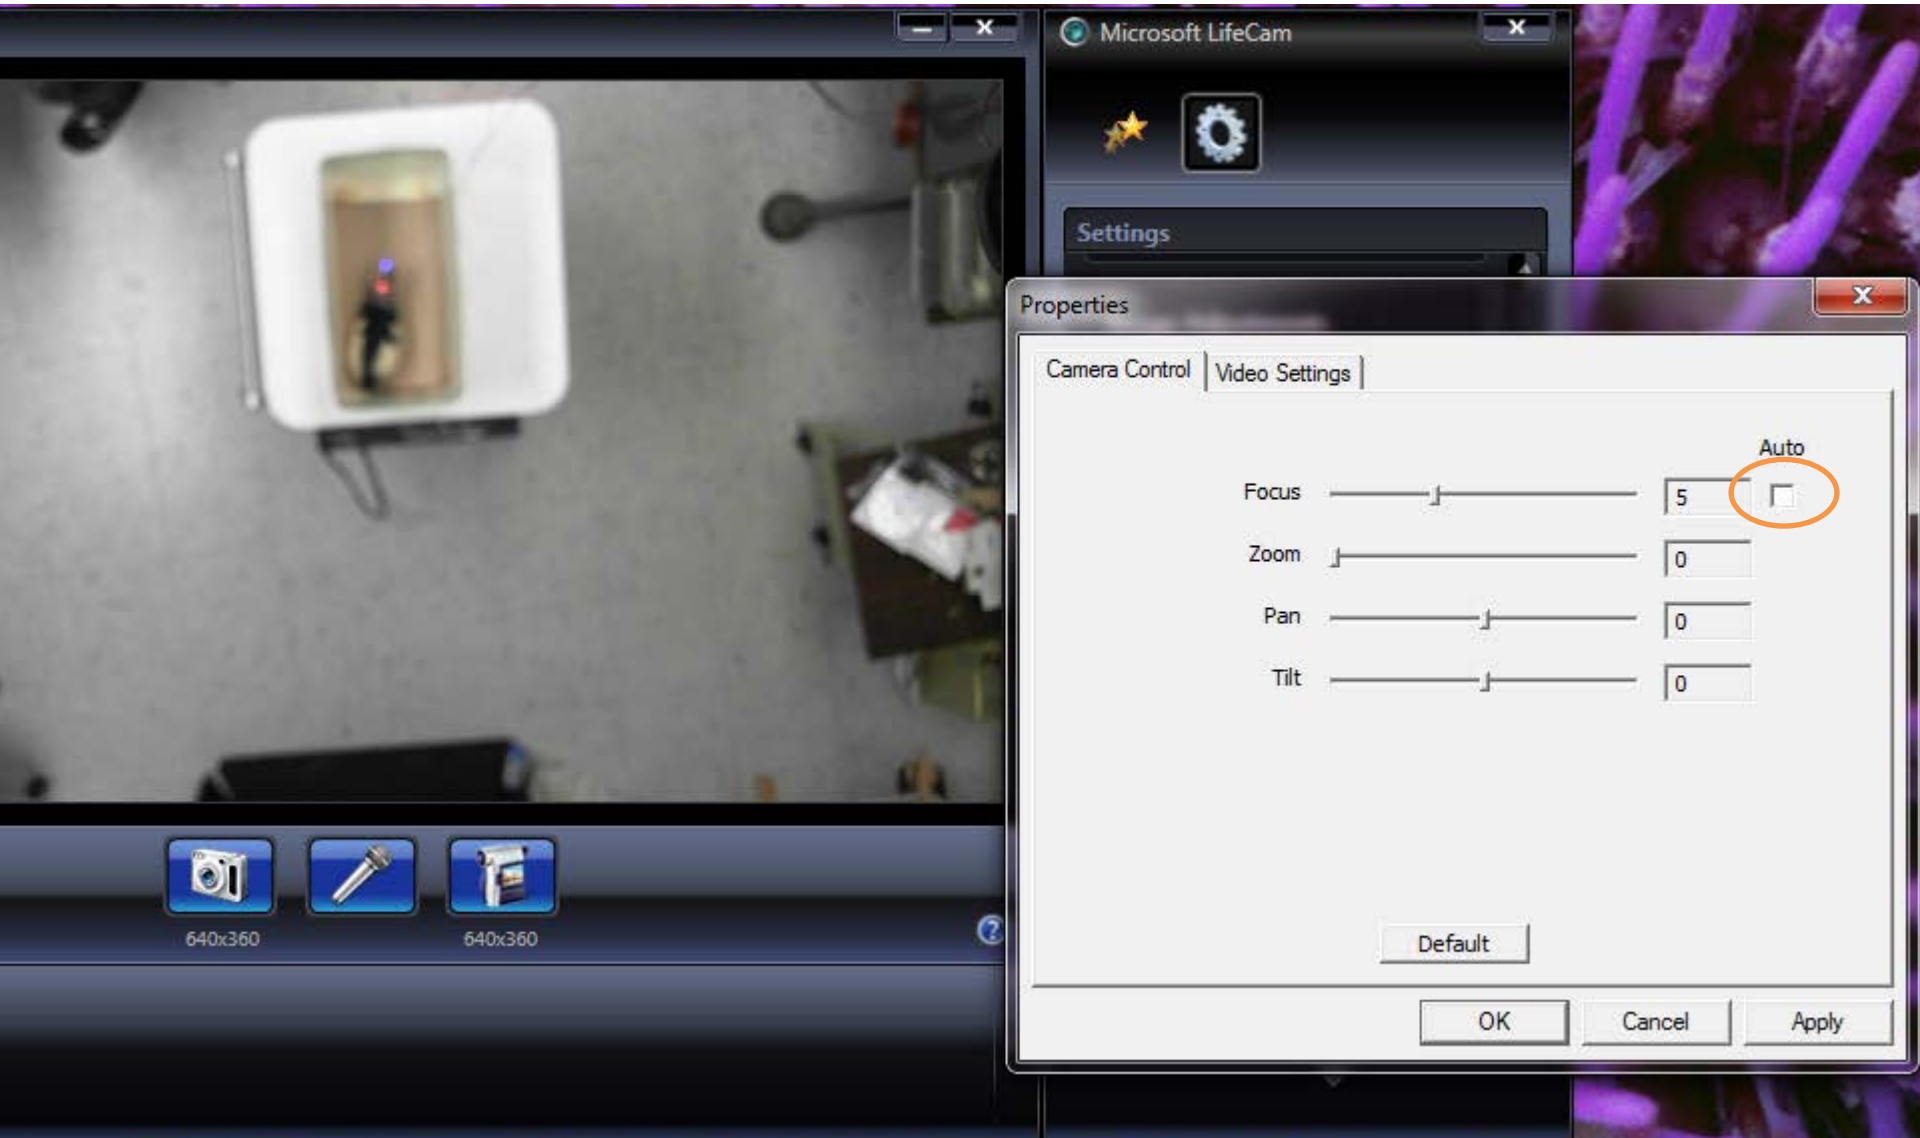 Microsoft LifeCam
Settings
Properties
Camera Control
Video Settings
Auto
Focus
5
Zoom
0
Pan
0
Tilt
0
640x360
640x360
?
Default
OK
Cancel
Apply